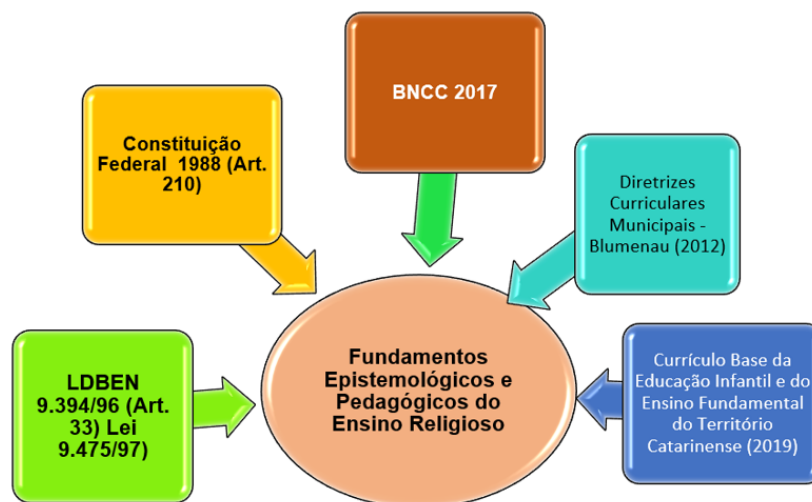 BNCC 2017
Constituição
Federal 1988 (Art.
210)
Diretrizes
Curriculares
Municipais -
Blumenau (2012)
LDBEN
9.394/96 (Art.
33) Lei
9.475/97)
Fundamentos
Epistemológicos e
Pedagógicos do
Ensino Religioso
Currículo Base da
Educação Infantil e do
Ensino Fundamental
do Território
Catarinense (2019)